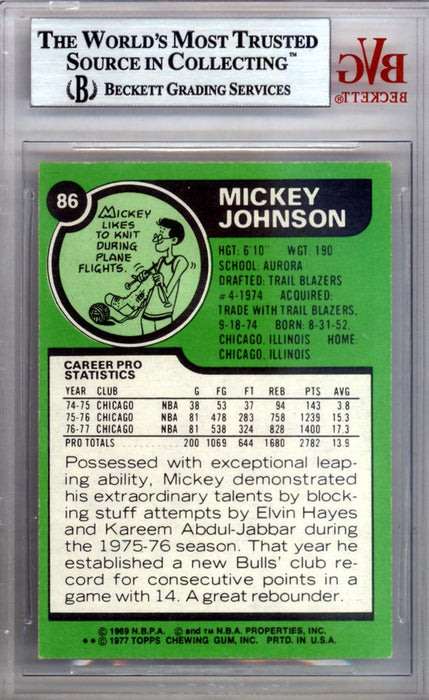 THE WORLD'S MOST TRUSTED
SOURCE IN COLLECTING™
B BECKETT GRADING SERVICES
BVG
BECKETT®
86
MICKEY
LIKES
TO KNIT
DURING
PLANE
FLIGHTS.
MICKEY
JOHNSON
HGT: 6'10" WGT: 190
SCHOOL: AURORA
DRAFTED: TRAIL BLAZERS
#4-1974 ACQUIRED:
TRADE WITH TRAIL BLAZERS,
9-18-74 BORN: 8-31-52,
CHICAGO, ILLINOIS HOME:
CHICAGO, ILLINOIS
CAREER PRO
STATISTICS
YEAR CLUB G FG FT REB PTS AVG
74-75 CHICAGO NBA 38 53 37 94 143 3.8
75-76 CHICAGO NBA 81 478 283 758 1239 15.3
76-77 CHICAGO NBA 81 538 324 828 1400 17.3
PRO TOTALS 200 1069 644 1680 2782 13.9
Possessed with exceptional leap-
ing ability, Mickey demonstrated
his extraordinary talents by block-
ing stuff attempts by Elvin Hayes
and Kareem Abdul-Jabbar during
the 1975-76 season. That year he
established a new Bulls' club re-
cord for consecutive points in a
game with 14. A great rebounder.
© 1969 N.B.P.A. © and TM N.B.A. PROPERTIES, INC.
** © 1977 TOPPS CHEWING GUM, INC. PRTD. IN U.S.A.